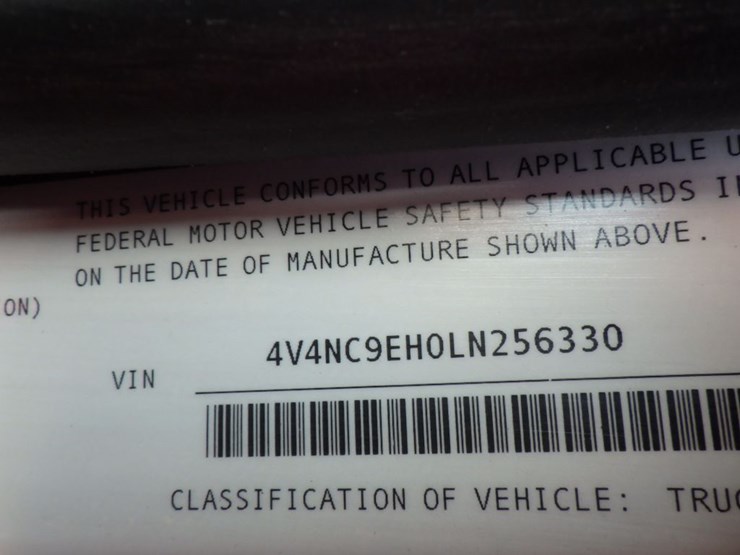 THIS VEHICLE CONFORMS TO ALL APPLICABLE U
FEDERAL MOTOR VEHICLE SAFETY STANDARDS I
ON THE DATE OF MANUFACTURE SHOWN ABOVE.
ON)
VIN 4V4NC9EH0LN256330
CLASSIFICATION OF VEHICLE: TRUC